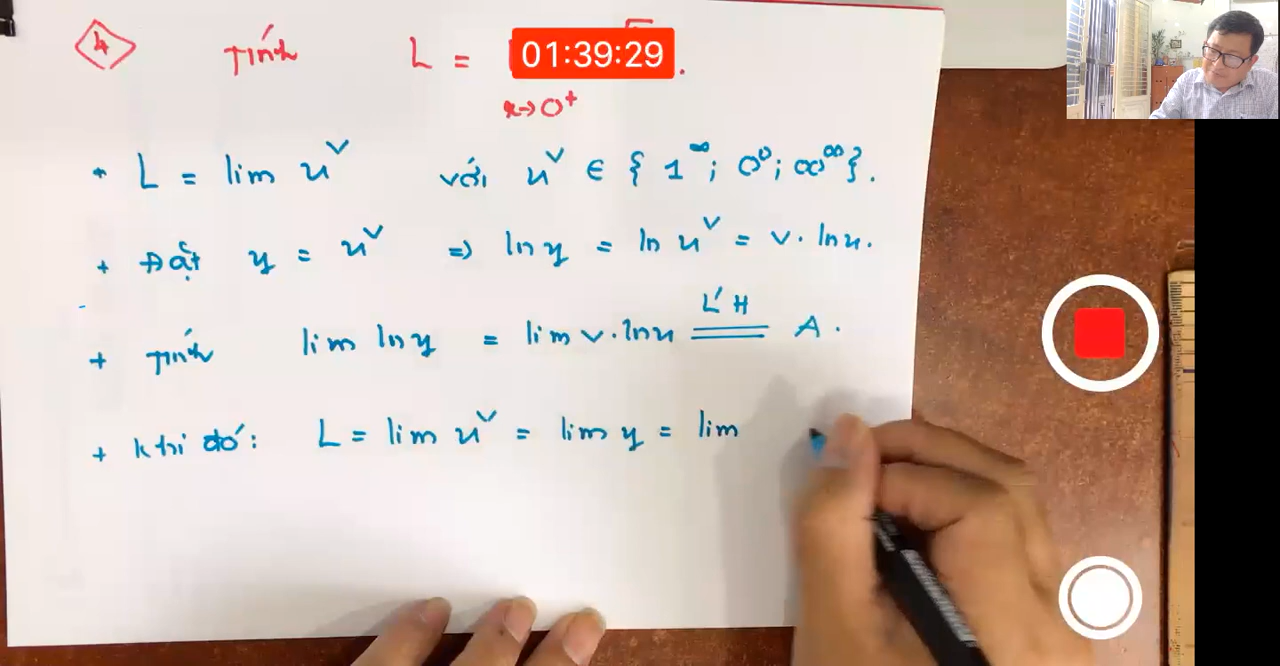 4 Tính L = 01:39:29 .
x→0⁺
* L = lim u^v với u^v ∈ { 1^∞; 0^0; ∞^∞ }.
+ Đặt y = u^v ⇒ ln y = ln u^v = v. ln u.
+ Tính lim ln y = lim v. ln u =(L'H) A.
+ Khi đó: L = lim u^v = lim y = lim